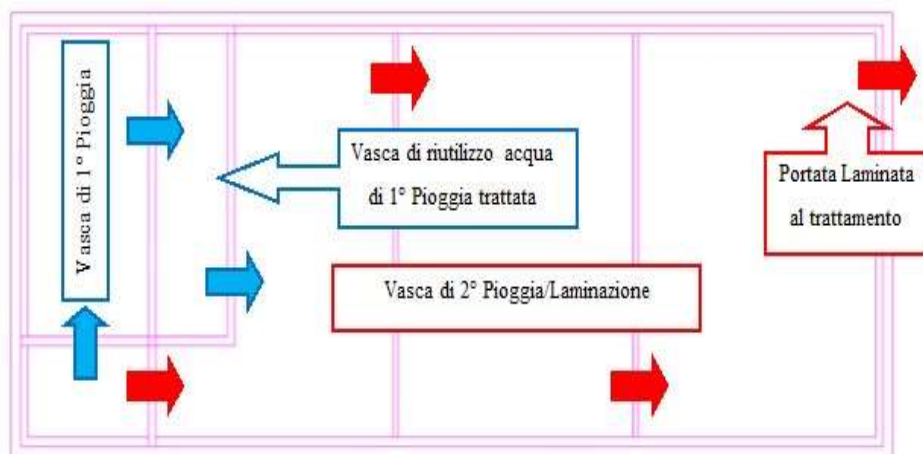 Vasca di 1° Pioggia
Vasca di riutilizzo acqua
di 1° Pioggia trattata
Portata Laminata
al trattamento
Vasca di 2° Pioggia/Laminazione